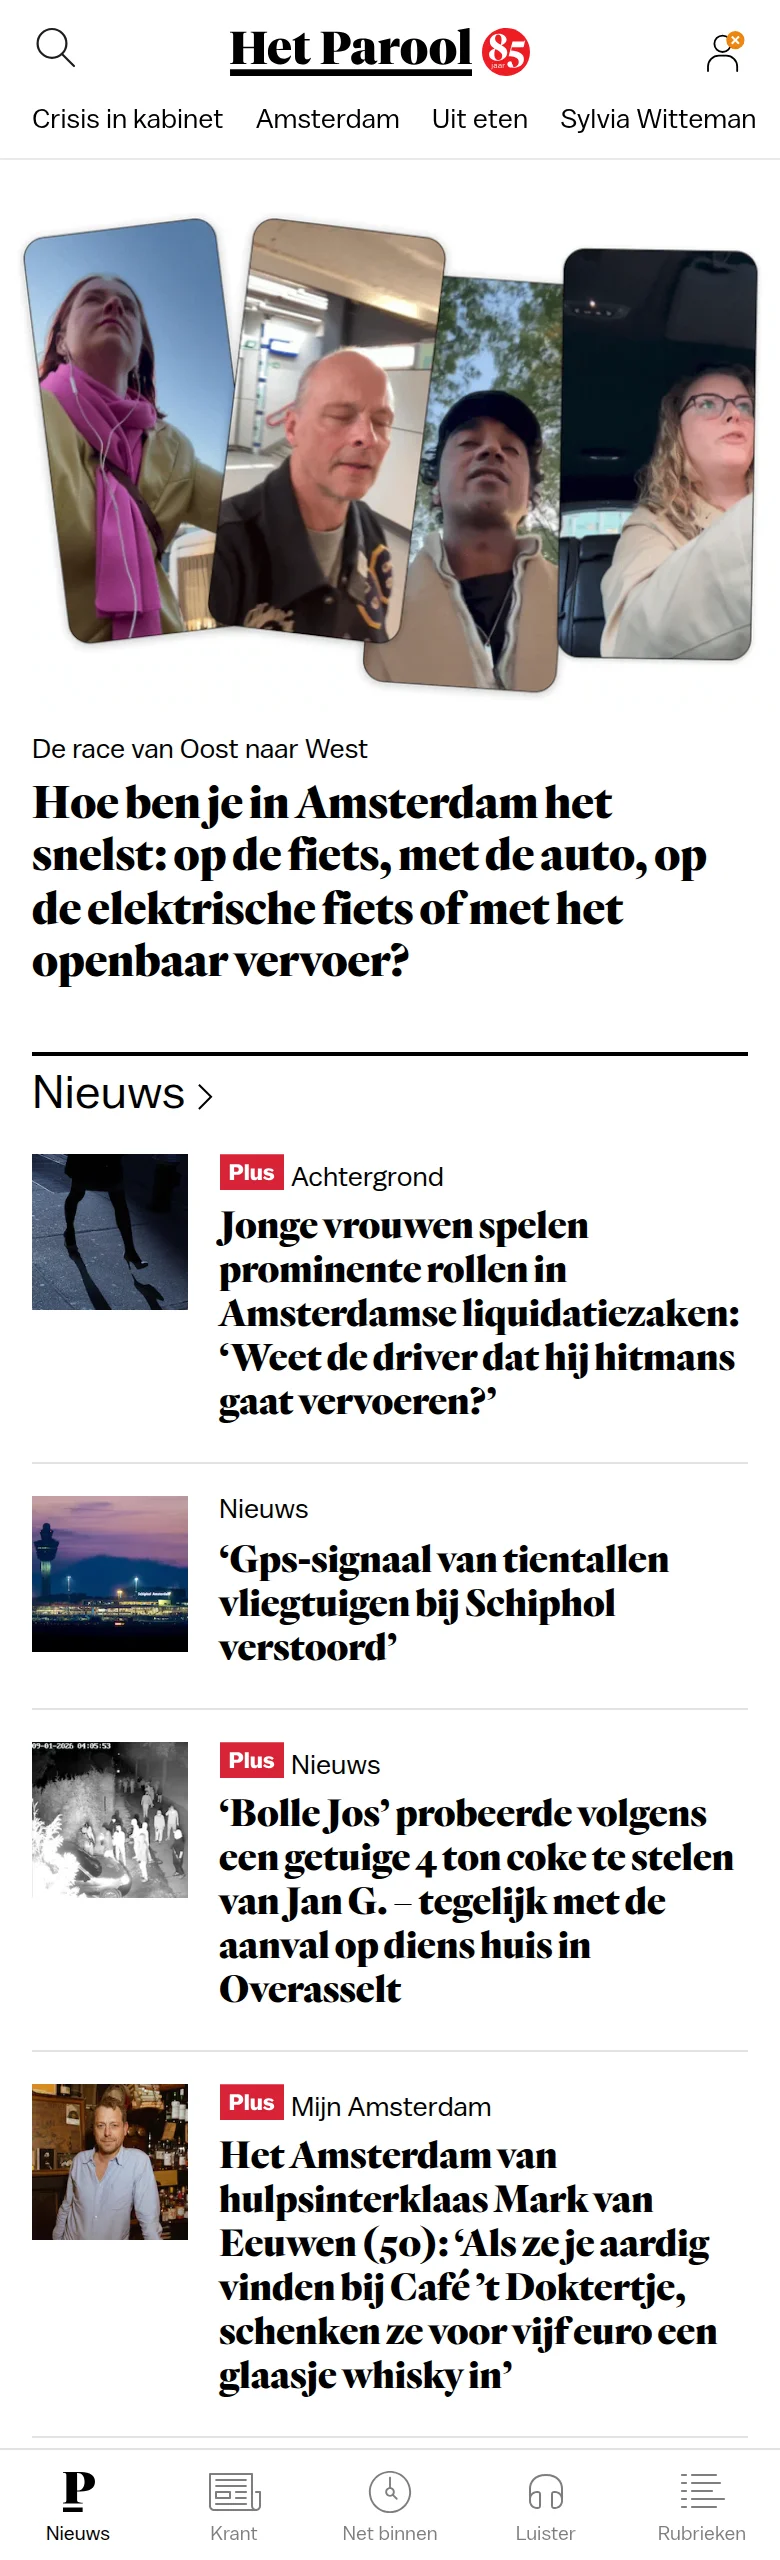 Het Parool 85 jaar
Crisis in kabinet Amsterdam Uit eten Sylvia Witteman
De race van Oost naar West
Hoe ben je in Amsterdam het
snelst: op de fiets, met de auto, op
de elektrische fiets of met het
openbaar vervoer?
Nieuws
Plus Achtergrond
Jonge vrouwen spelen
prominente rollen in
Amsterdamse liquidatiezaken:
‘Weet de driver dat hij hitmans
gaat vervoeren?’
Nieuws
‘Gps-signaal van tientallen
vliegtuigen bij Schiphol
verstoord’
09-01-2026 04:05:53
Plus Nieuws
‘Bolle Jos’ probeerde volgens
een getuige 4 ton coke te stelen
van Jan G. – tegelijk met de
aanval op diens huis in
Overasselt
Plus Mijn Amsterdam
Het Amsterdam van
hulpsinterklaas Mark van
Eeuwen (50): ‘Als ze je aardig
vinden bij Café ’t Doktertje,
schenken ze voor vijf euro een
glaasje whisky in’
P
Nieuws Krant Net binnen Luister Rubrieken